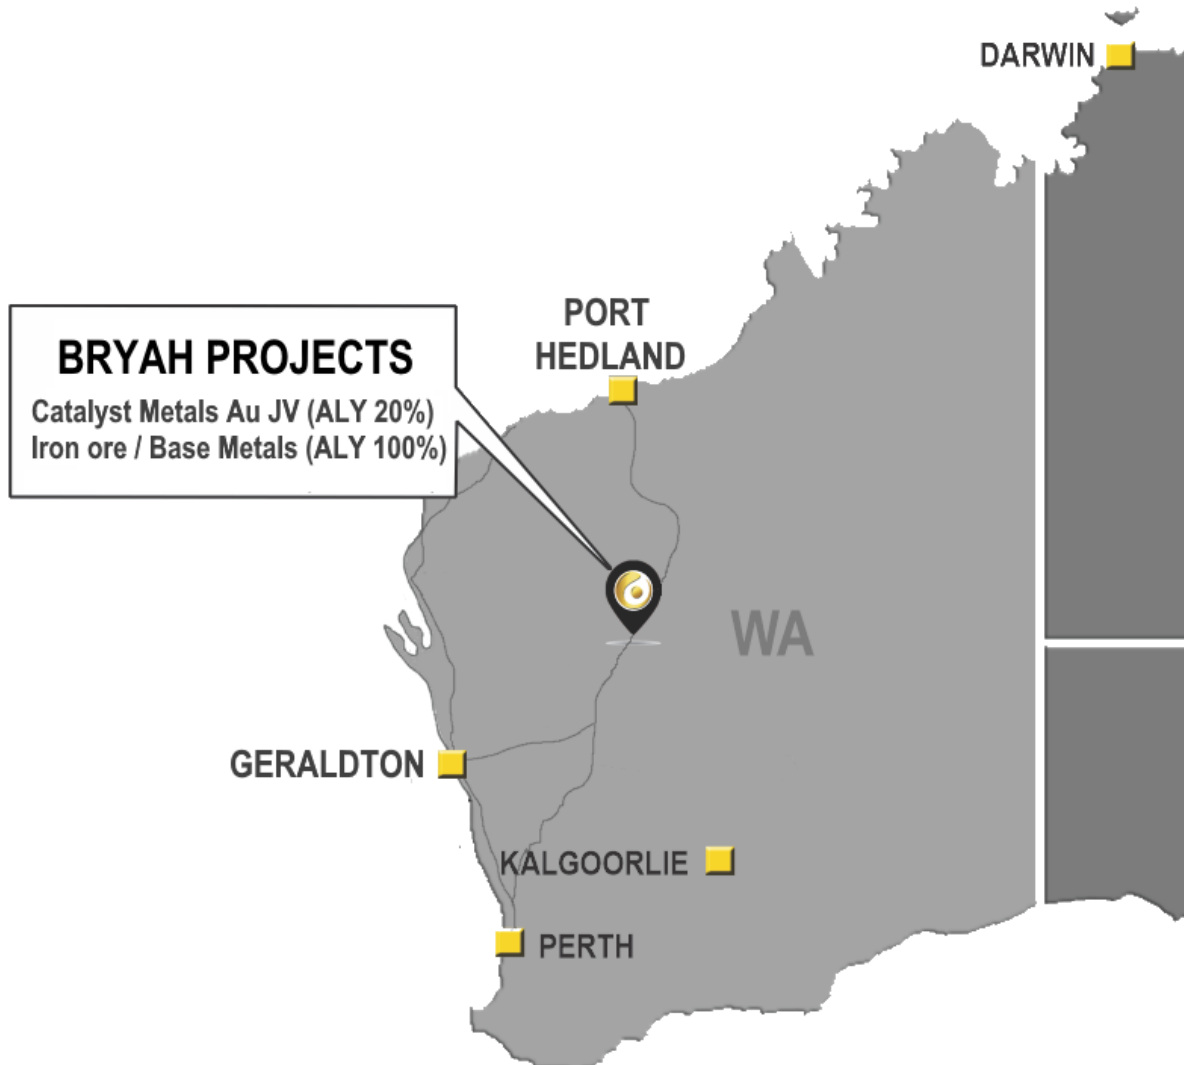 DARWIN
PORT
HEDLAND
BRYAH PROJECTS
Catalyst Metals Au JV (ALY 20%)
Iron ore / Base Metals (ALY 100%)
WA
GERALDTON
KALGOORLIE
PERTH